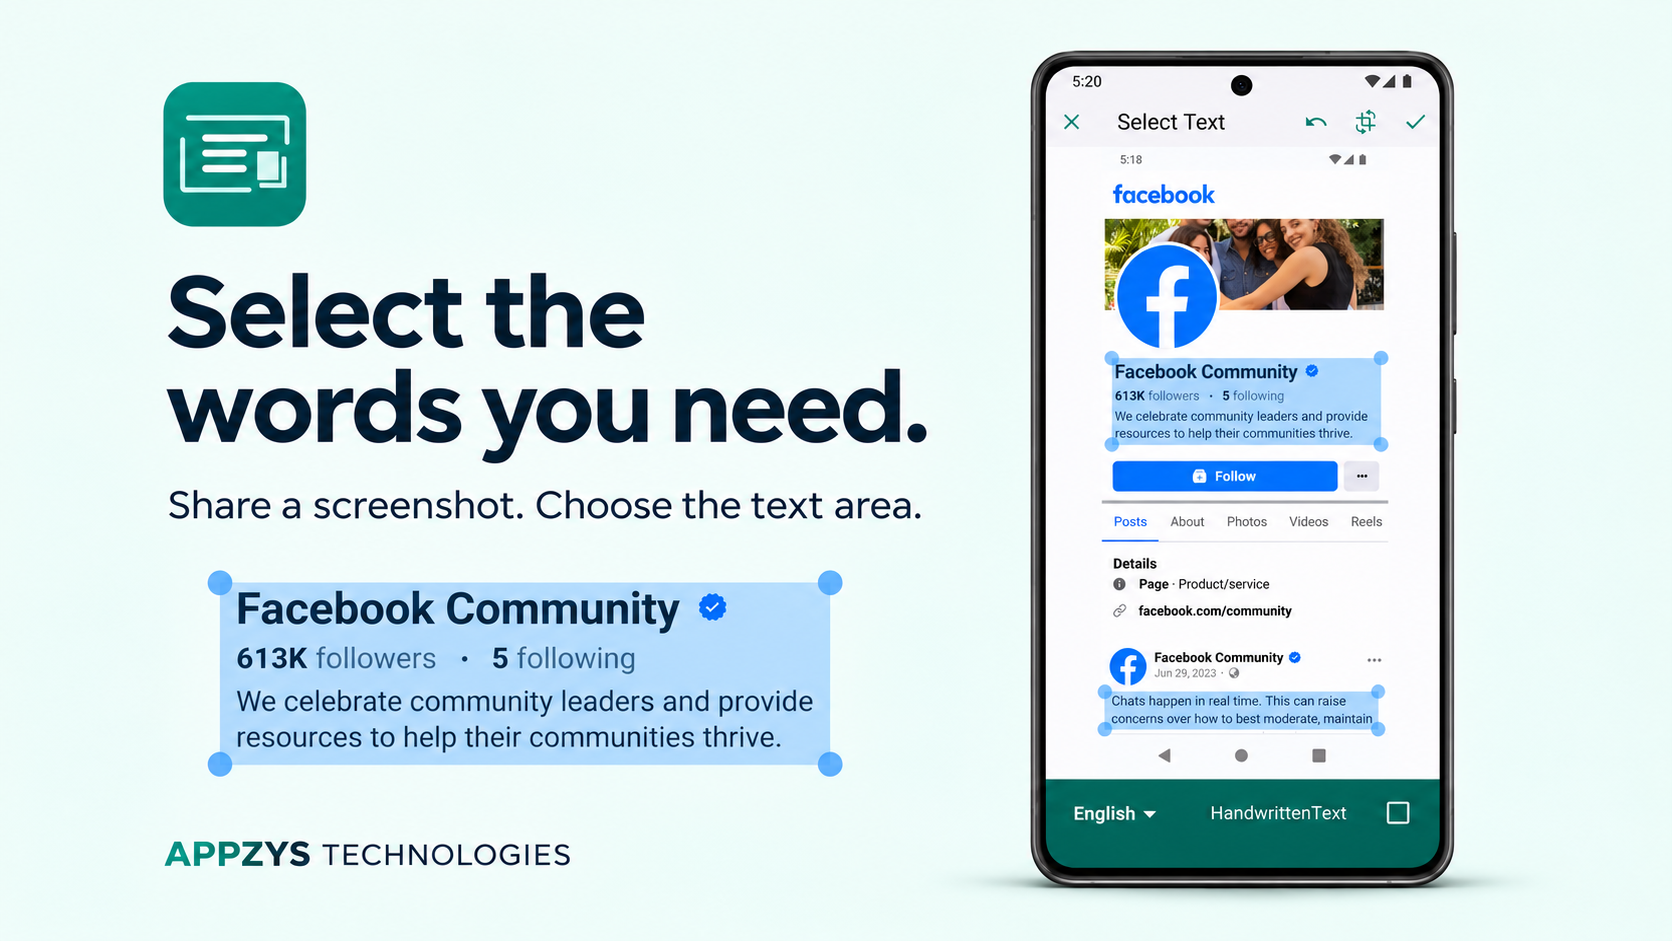 Select the
words you need.
Share a screenshot. Choose the text area.
Facebook Community
613K followers · 5 following
We celebrate community leaders and provide
resources to help their communities thrive.
APPZYS TECHNOLOGIES
5:20
Select Text
5:18
facebook
Facebook Community
613K followers · 5 following
We celebrate community leaders and provide
resources to help their communities thrive.
Follow
Posts About Photos Videos Reels
Details
Page · Product/service
facebook.com/community
Facebook Community
Jun 29, 2023 ·
Chats happen in real time. This can raise
concerns over how to best moderate, maintain
English HandwrittenText